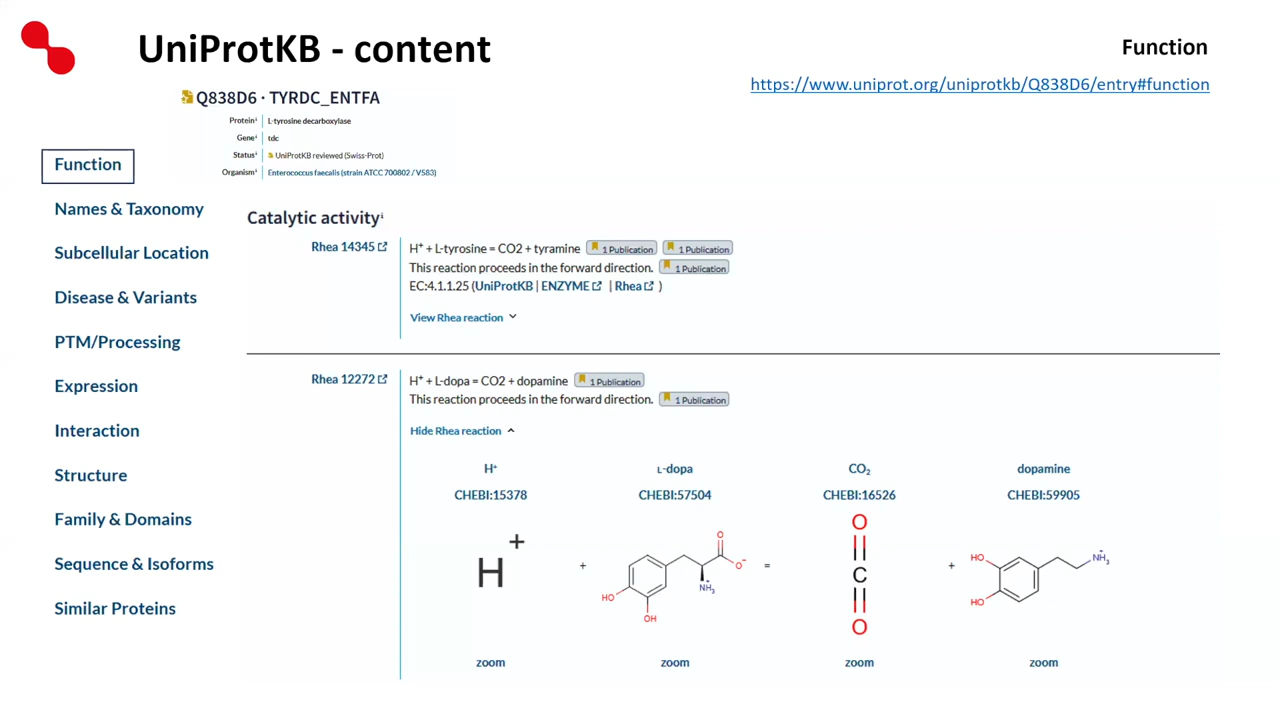 UniProtKB - content
Function
https://www.uniprot.org/uniprotkb/Q838D6/entry#function
Q838D6 · TYRDC_ENTFA
Proteinⁱ L-tyrosine decarboxylase
Geneⁱ tdc
Statusⁱ UniProtKB reviewed (Swiss-Prot)
Organismⁱ Enterococcus faecalis (strain ATCC 700802 / V583)
Function
Names & Taxonomy
Subcellular Location
Disease & Variants
PTM/Processing
Expression
Interaction
Structure
Family & Domains
Sequence & Isoforms
Similar Proteins
Catalytic activityⁱ
Rhea 14345
H⁺ + L-tyrosine = CO2 + tyramine 1 Publication 1 Publication
This reaction proceeds in the forward direction. 1 Publication
EC:4.1.1.25 (UniProtKB | ENZYME | Rhea )
View Rhea reaction
Rhea 12272
H⁺ + L-dopa = CO2 + dopamine 1 Publication
This reaction proceeds in the forward direction. 1 Publication
Hide Rhea reaction
H⁺ L-dopa CO₂ dopamine
CHEBI:15378 CHEBI:57504 CHEBI:16526 CHEBI:59905
H⁺ + HO OH O O⁻ NH₃⁺ = O C O + HO HO NH₃⁺
zoom zoom zoom zoom